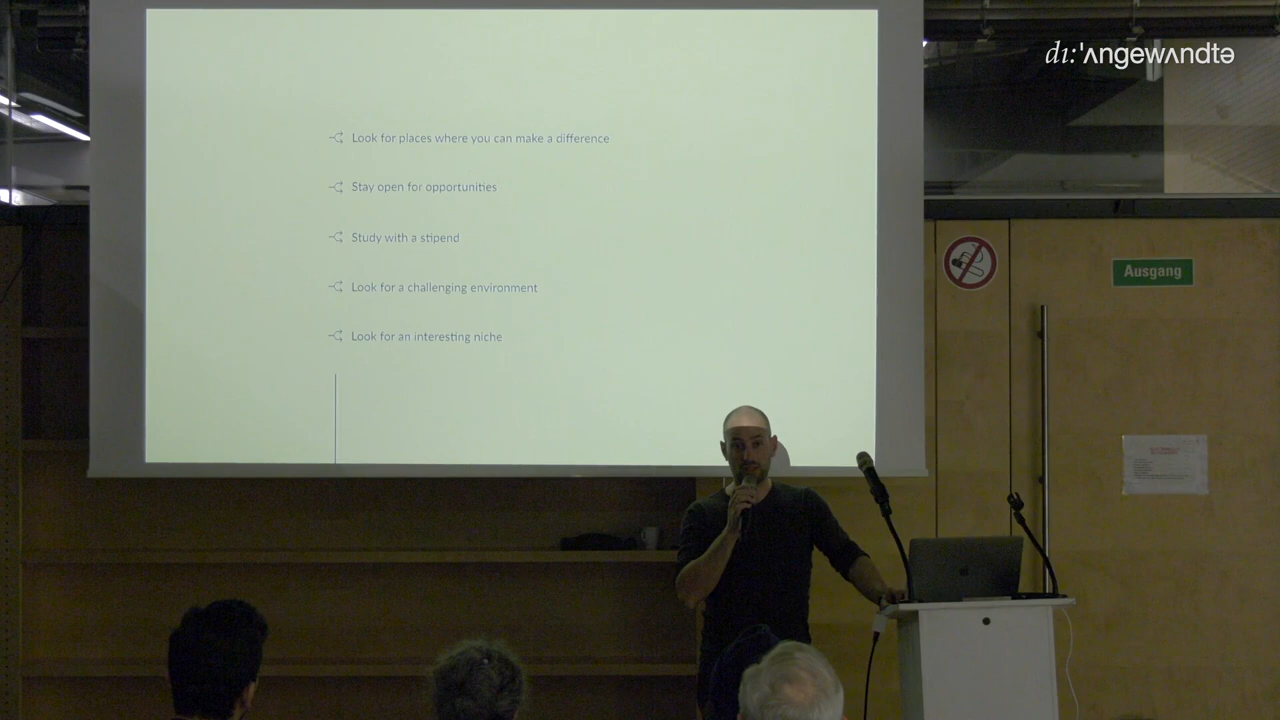 dı:'ʌngewʌndtə
Look for places where you can make a difference
Stay open for opportunities
Study with a stipend
Look for a challenging environment
Look for an interesting niche
Ausgang